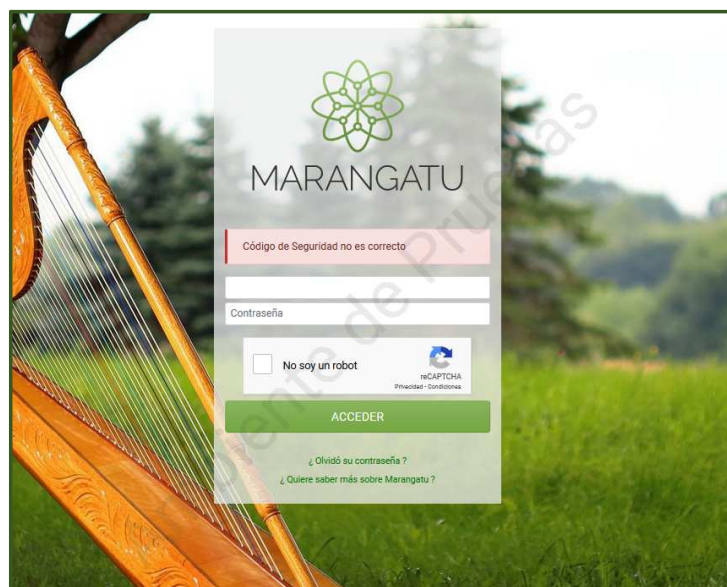 MARANGATU
Código de Seguridad no es correcto
Contraseña
No soy un robot
reCAPTCHA
Privacidad - Condiciones
ACCEDER
¿ Olvidó su contraseña ?
¿ Quiere saber más sobre Marangatu ?
Ambiente de Pruebas